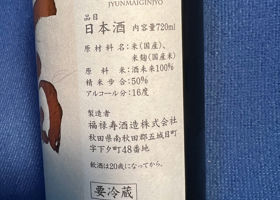 JYUNMAIGINJYO
品目
日本酒 内容量720ml
原材料名:米(国産)、
米麹(国産米)
原料米:酒未来100%
精米歩合:50%
アルコール分:16度
製造者
福禄寿酒造株式会社
秋田県南秋田郡五城目町
字下夕町48番地
飲酒は20歳になってから。
要冷蔵